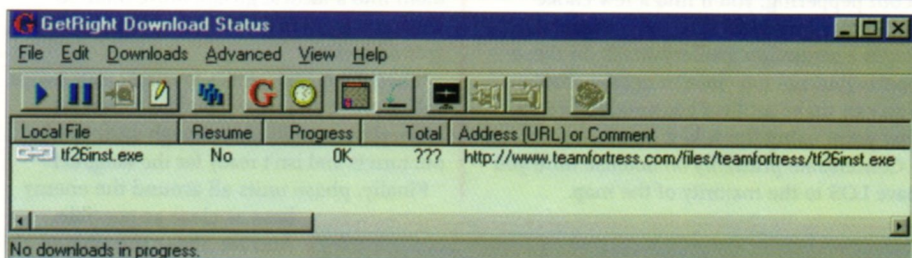 GetRight Download Status
File Edit Downloads Advanced View Help
Local File Resume Progress Total Address (URL) or Comment
tf26inst.exe No 0K ??? http://www.teamfortress.com/files/teamfortress/tf26inst.exe
No downloads in progress.